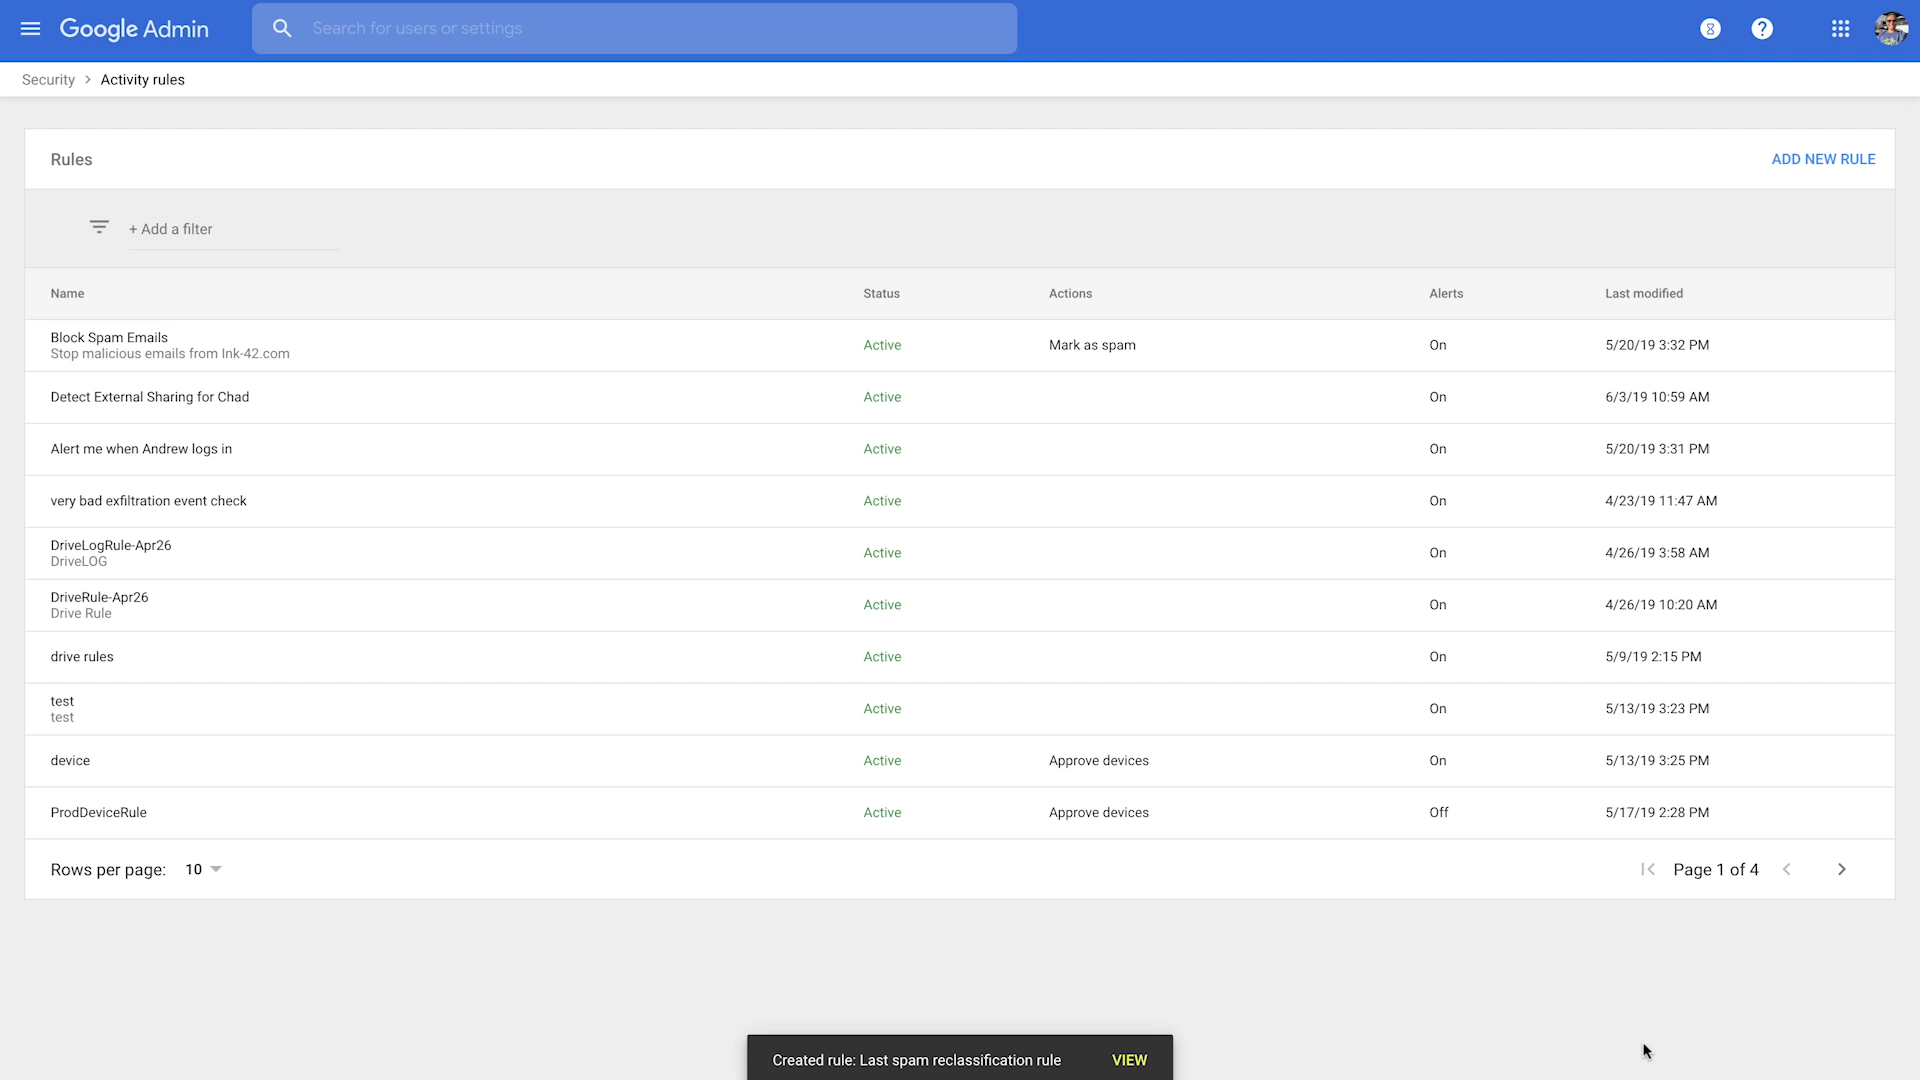 Google Admin
Search for users or settings
Security > Activity rules
Rules
ADD NEW RULE
+ Add a filter
Name Status Actions Alerts Last modified
Block Spam Emails
Stop malicious emails from Ink-42.com
Active Mark as spam On 5/20/19 3:32 PM
Detect External Sharing for Chad Active On 6/3/19 10:59 AM
Alert me when Andrew logs in Active On 5/20/19 3:31 PM
very bad exfiltration event check Active On 4/23/19 11:47 AM
DriveLogRule-Apr26
DriveLOG
Active On 4/26/19 3:58 AM
DriveRule-Apr26
Drive Rule
Active On 4/26/19 10:20 AM
drive rules Active On 5/9/19 2:15 PM
test
test
Active On 5/13/19 3:23 PM
device Active Approve devices On 5/13/19 3:25 PM
ProdDeviceRule Active Approve devices Off 5/17/19 2:28 PM
Rows per page: 10
Page 1 of 4
Created rule: Last spam reclassification rule VIEW